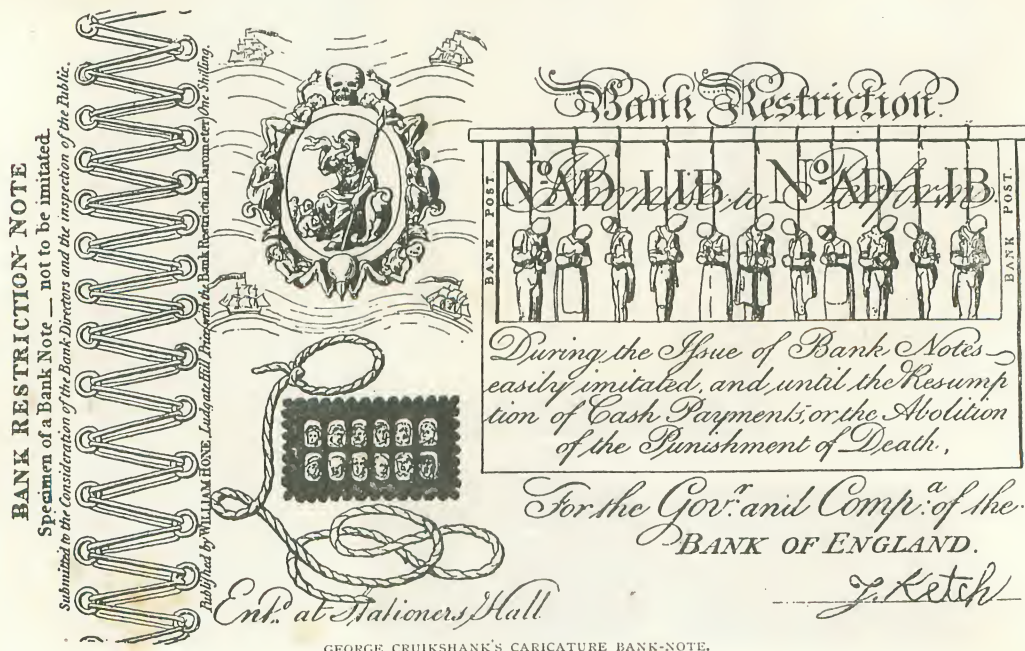 BANK RESTRICTION-NOTE
Specimen of a Bank Note — not to be imitated.
Submitted to the Consideration of the Bank Directors and the inspection of the Public.
Published by WILLIAM HONE, Ludgate Hill Price with the Bank Restriction Barometer, One Shilling.
Bank Restriction.
BANK POST
No. AD LIB. No. AD LIB.
BANK POST.
I Promise to Perform
During the Issue of Bank Notes
easily imitated, and until the Resump
tion of Cash Payments, or the Abolition
of the Punishment of Death,
For the Govr. and Compa. of the
BANK OF ENGLAND.
J. Ketch
Entd. at Stationers Hall
GEORGE CRUIKSHANK'S CARICATURE BANK-NOTE.